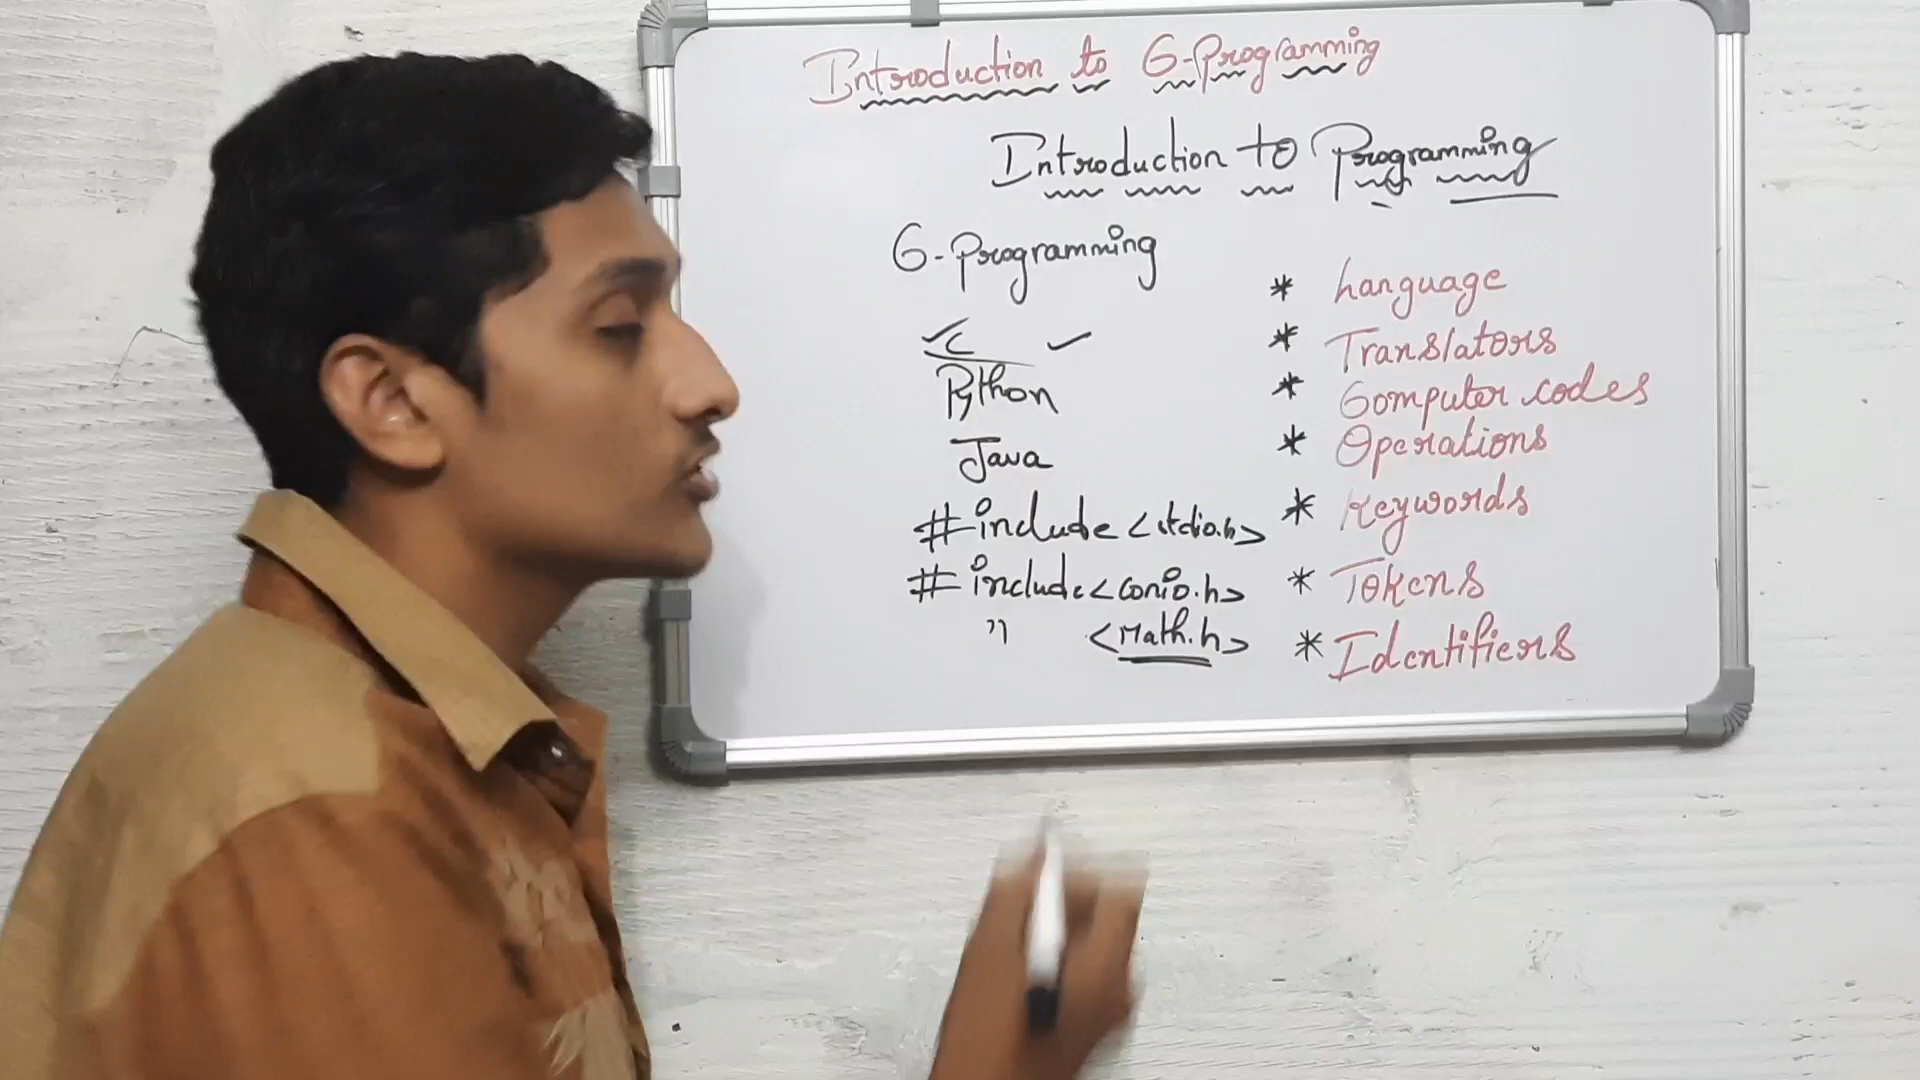 Introduction to C-Programming
Introduction to Programming
C-Programming
C
Python
Java
#include <stdio.h>
#include <conio.h>
" <Math.h>
* Language
* Translators
* Computer codes
* Operations
* Keywords
* Tokens
* Identifiers